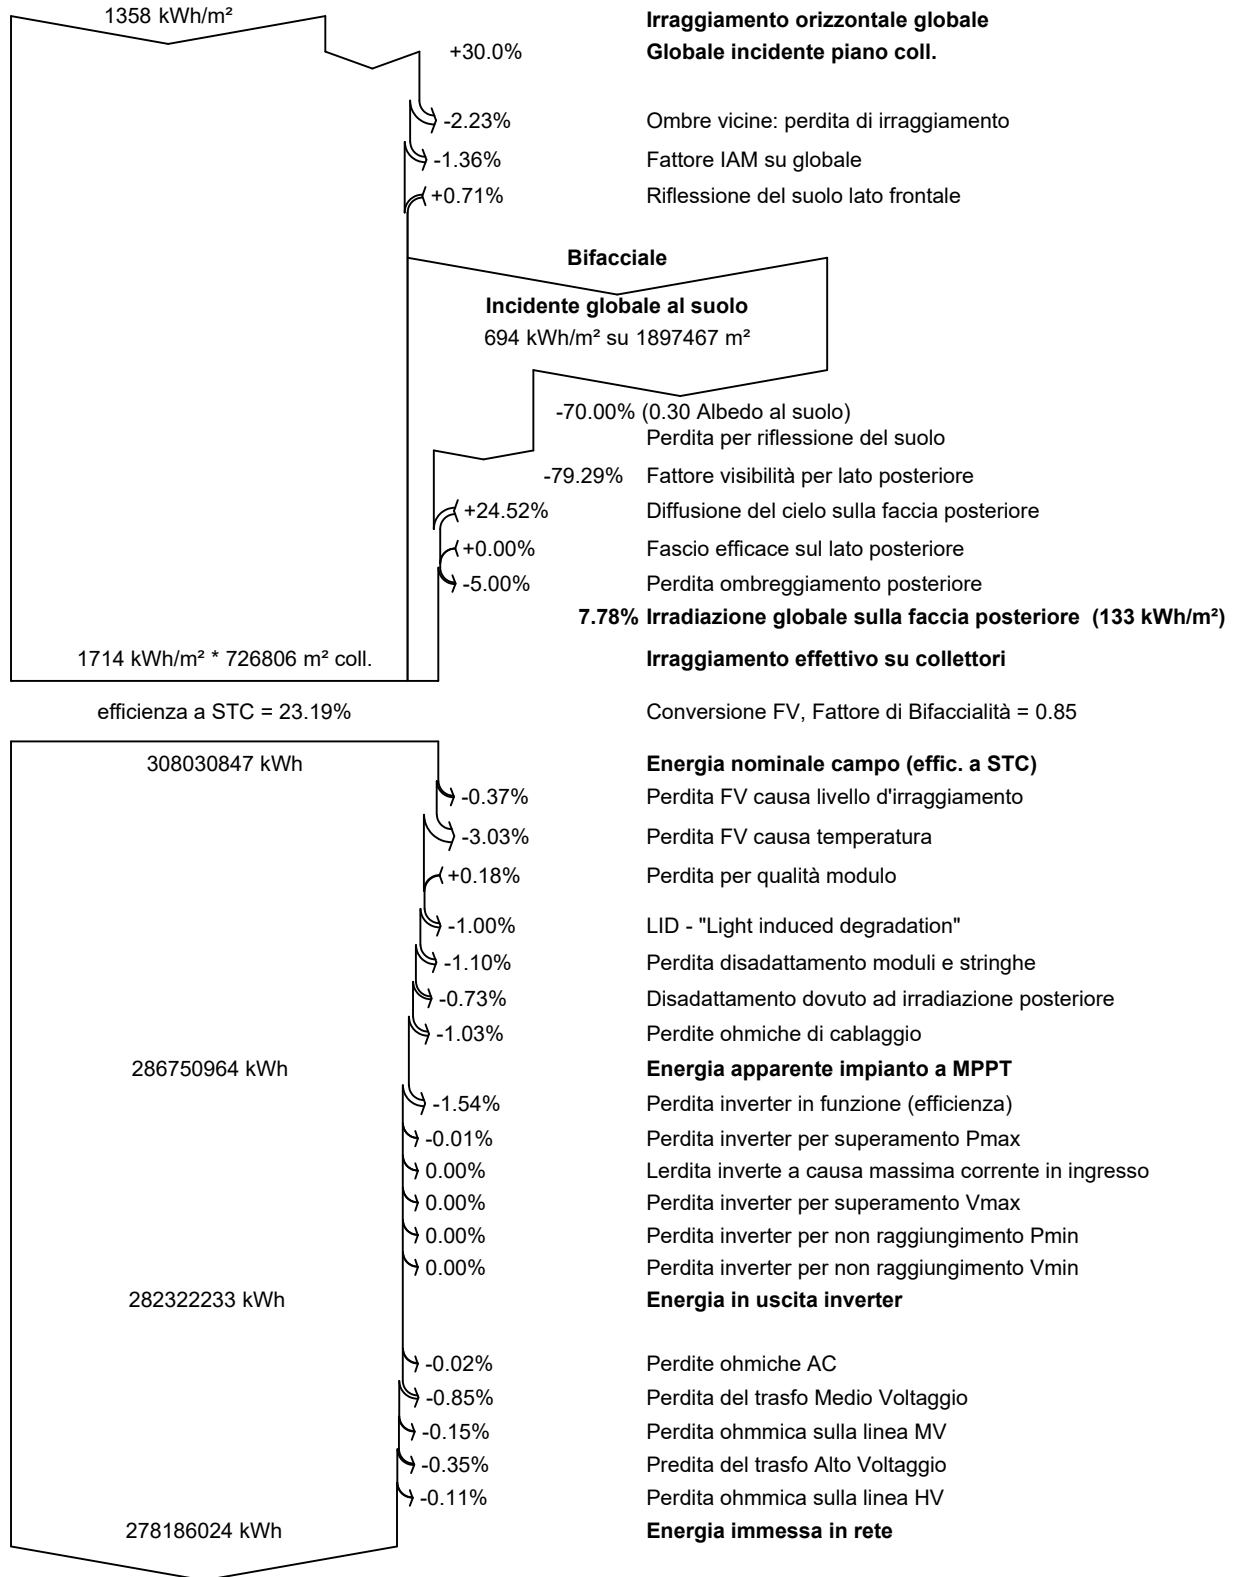 1358 kWh/m² Irraggiamento orizzontale globale
+30.0% Globale incidente piano coll.
-2.23% Ombre vicine: perdita di irraggiamento
-1.36% Fattore IAM su globale
+0.71% Riflessione del suolo lato frontale
Bifacciale
Incidente globale al suolo
694 kWh/m² su 1897467 m²
-70.00% (0.30 Albedo al suolo)
Perdita per riflessione del suolo
-79.29% Fattore visibilità per lato posteriore
+24.52% Diffusione del cielo sulla faccia posteriore
+0.00% Fascio efficace sul lato posteriore
-5.00% Perdita ombreggiamento posteriore
7.78% Irradiazione globale sulla faccia posteriore (133 kWh/m²)
1714 kWh/m² * 726806 m² coll. Irraggiamento effettivo su collettori
efficienza a STC = 23.19% Conversione FV, Fattore di Bifaccialità = 0.85
308030847 kWh Energia nominale campo (effic. a STC)
-0.37% Perdita FV causa livello d'irraggiamento
-3.03% Perdita FV causa temperatura
+0.18% Perdita per qualità modulo
-1.00% LID - "Light induced degradation"
-1.10% Perdita disadattamento moduli e stringhe
-0.73% Disadattamento dovuto ad irradiazione posteriore
-1.03% Perdite ohmiche di cablaggio
286750964 kWh Energia apparente impianto a MPPT
-1.54% Perdita inverter in funzione (efficienza)
-0.01% Perdita inverter per superamento Pmax
0.00% Lerdita inverte a causa massima corrente in ingresso
0.00% Perdita inverter per superamento Vmax
0.00% Perdita inverter per non raggiungimento Pmin
0.00% Perdita inverter per non raggiungimento Vmin
282322233 kWh Energia in uscita inverter
-0.02% Perdite ohmiche AC
-0.85% Perdita del trasfo Medio Voltaggio
-0.15% Perdita ohmmica sulla linea MV
-0.35% Predita del trasfo Alto Voltaggio
-0.11% Perdita ohmmica sulla linea HV
278186024 kWh Energia immessa in rete